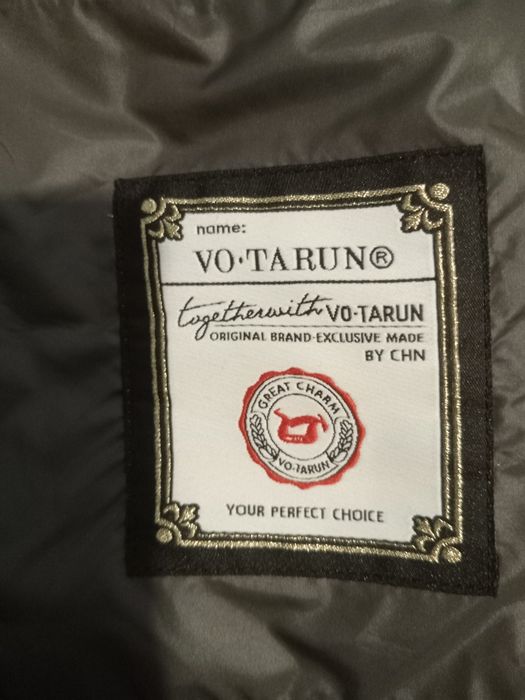 name:
VO·TARUN®
togetherwith VO·TARUN
ORIGINAL BRAND·EXCLUSIVE MADE
BY CHN
GREAT CHARM
VO·TARUN
YOUR PERFECT CHOICE